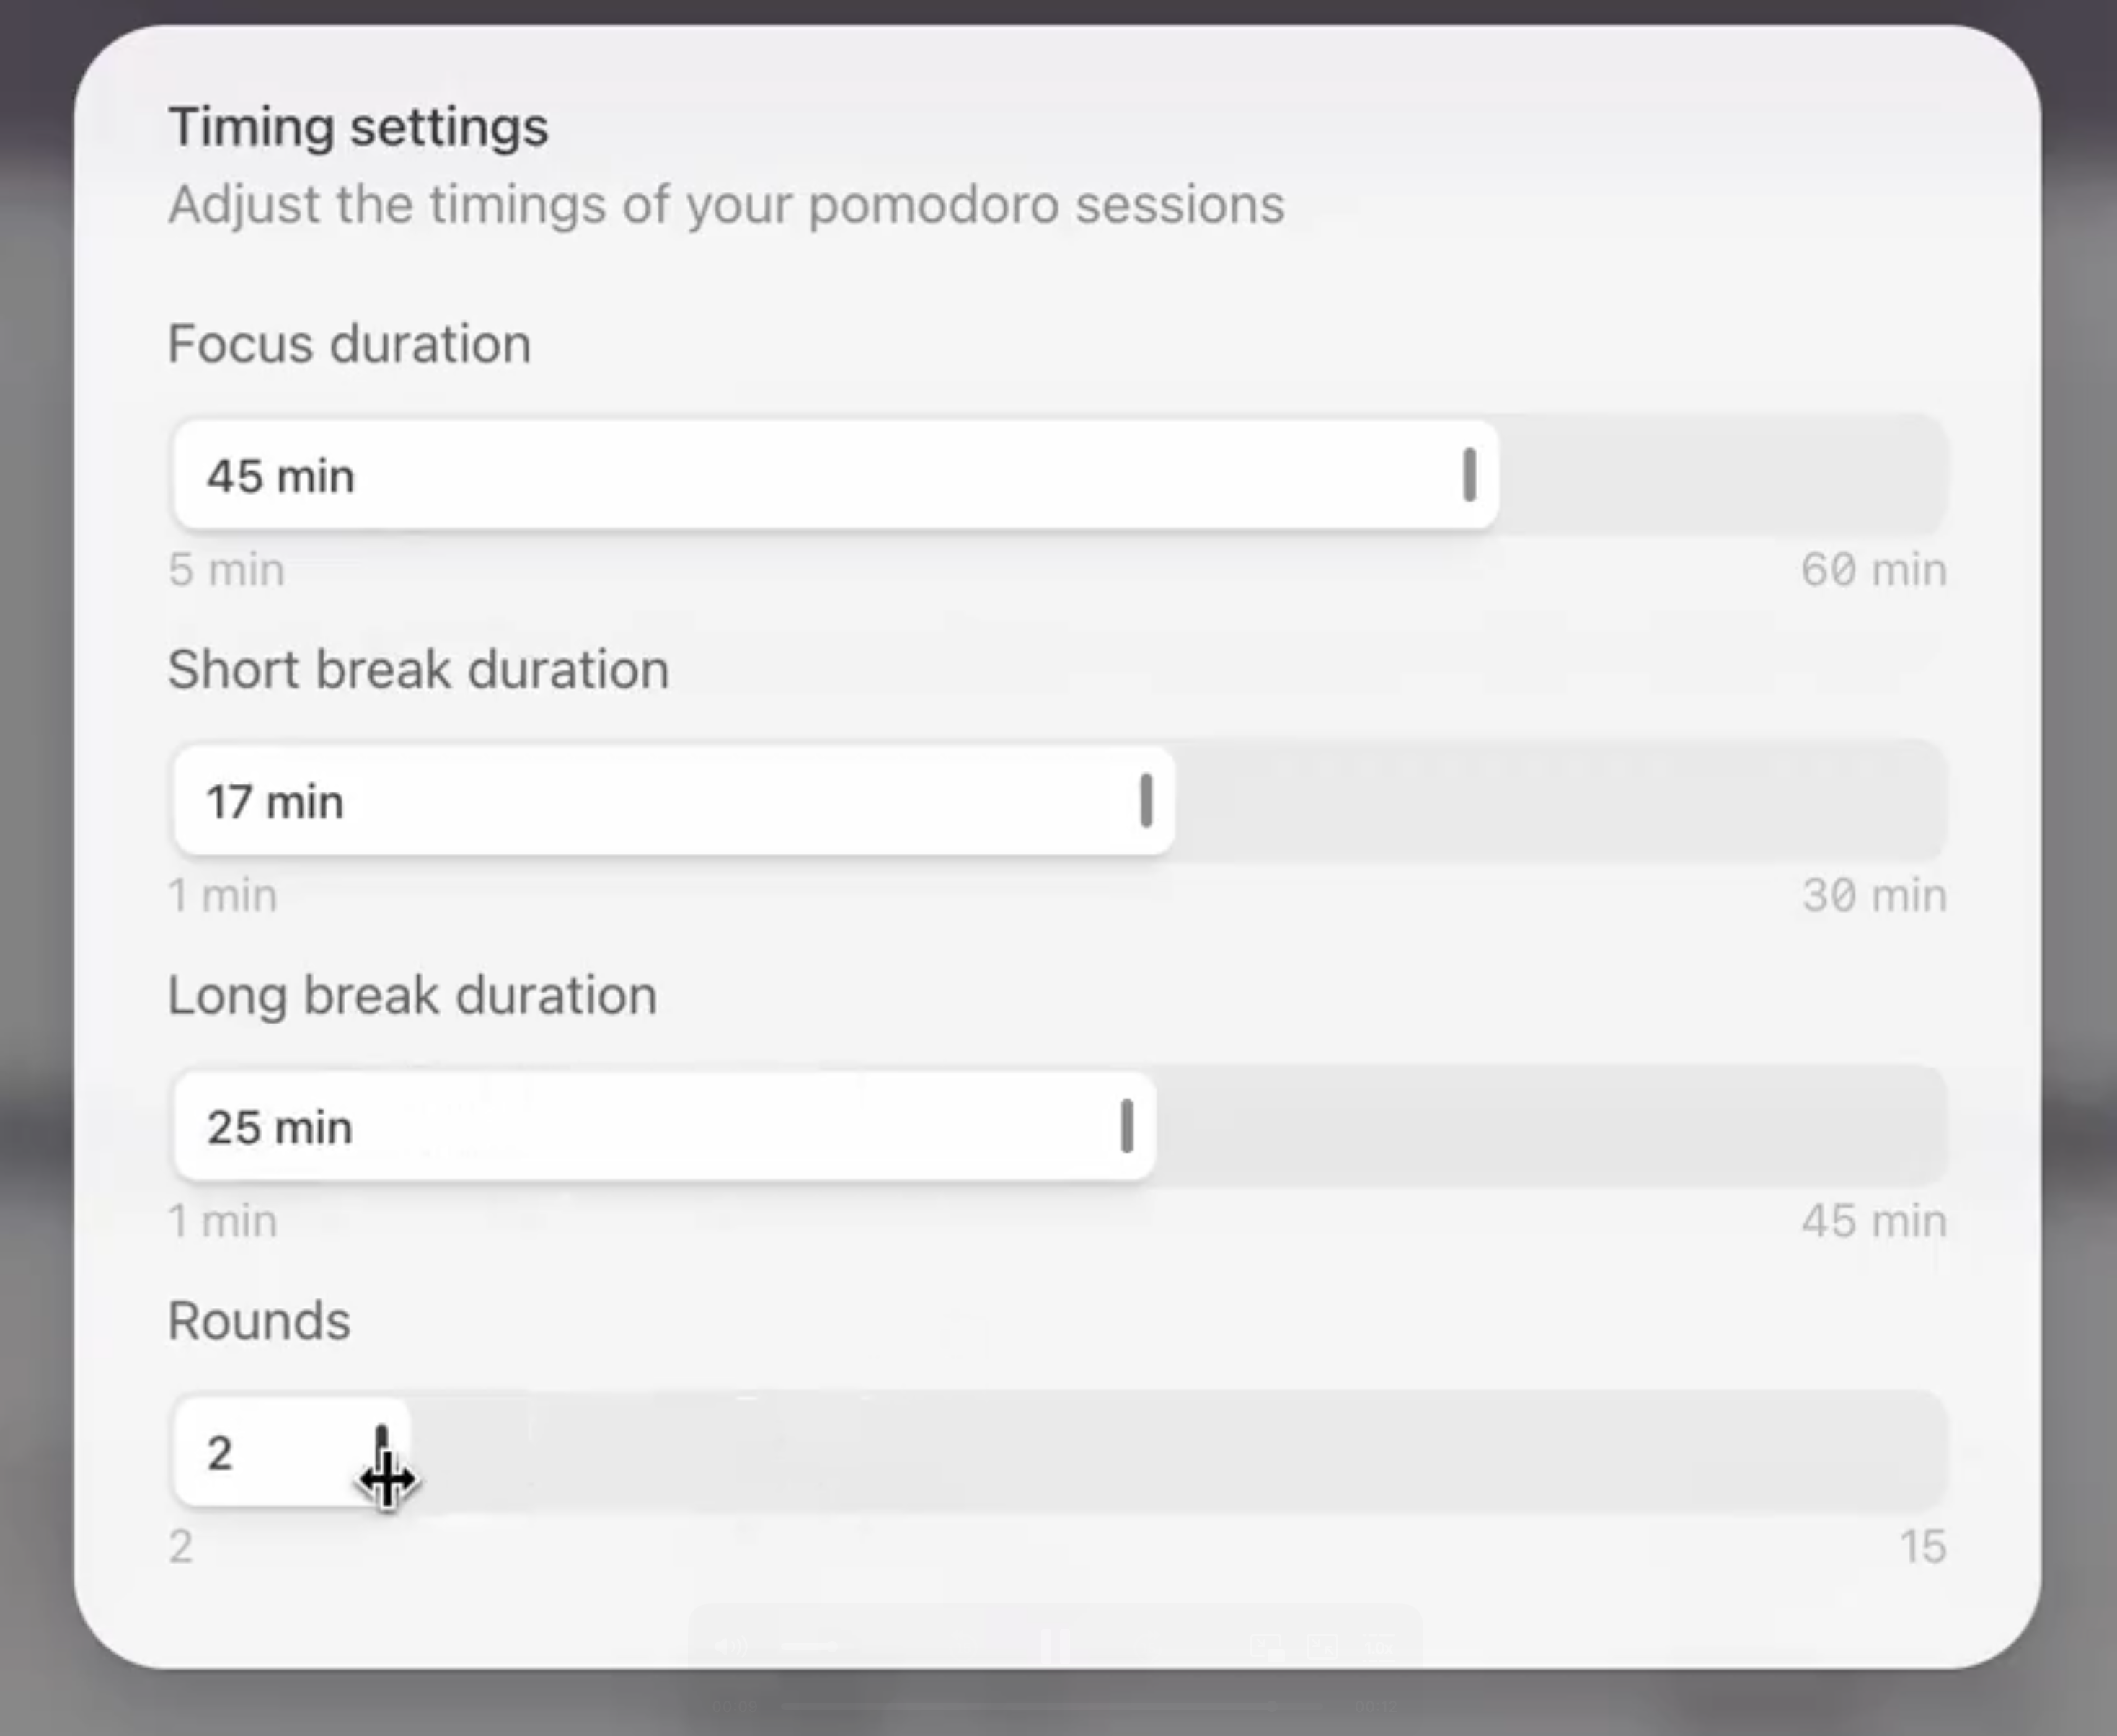 Timing settings
Adjust the timings of your pomodoro sessions
Focus duration
45 min
5 min 60 min
Short break duration
17 min
1 min 30 min
Long break duration
25 min
1 min 45 min
Rounds
2
2 15